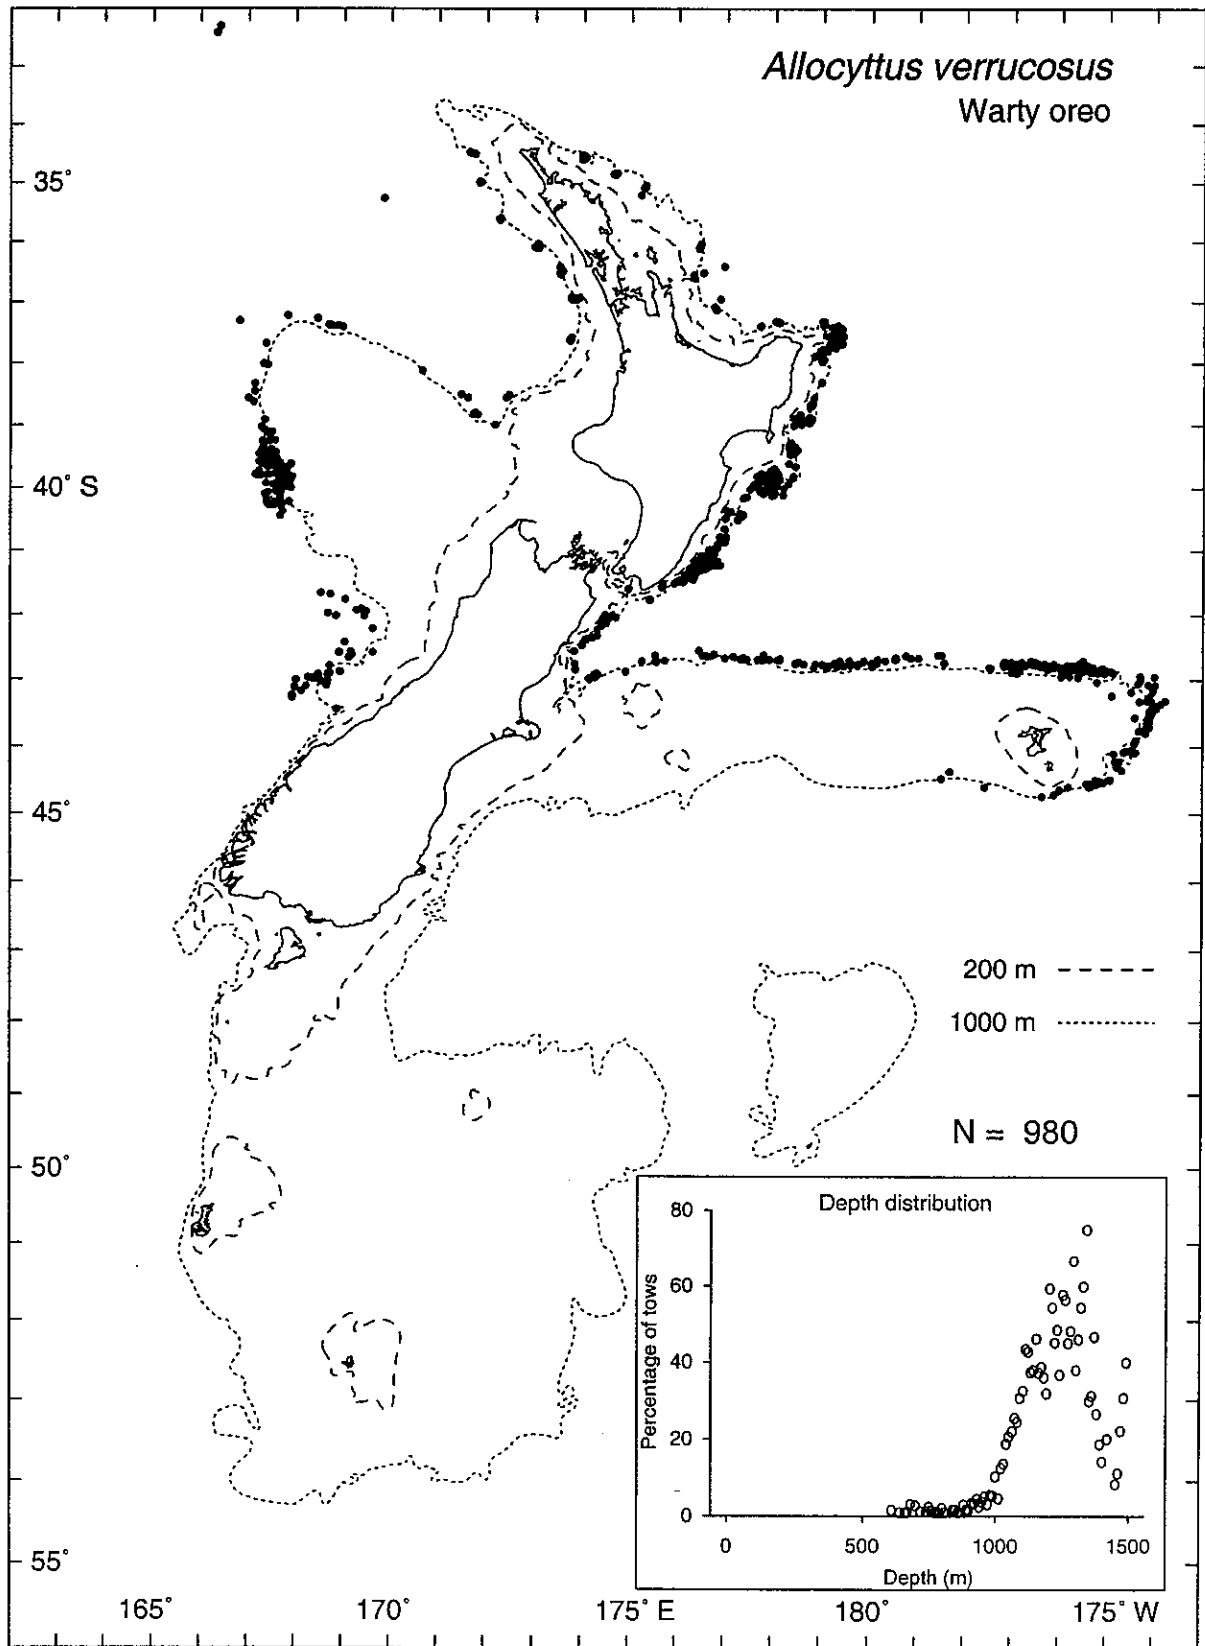 Allocyttus verrucosus
Warty oreo
35°
40° S
45°
200 m
1000 m
N = 980
50°
Depth distribution
80
60
40
20
0
Percentage of tows
0 500 1000 1500
Depth (m)
55°
165° 170° 175° E 180° 175° W